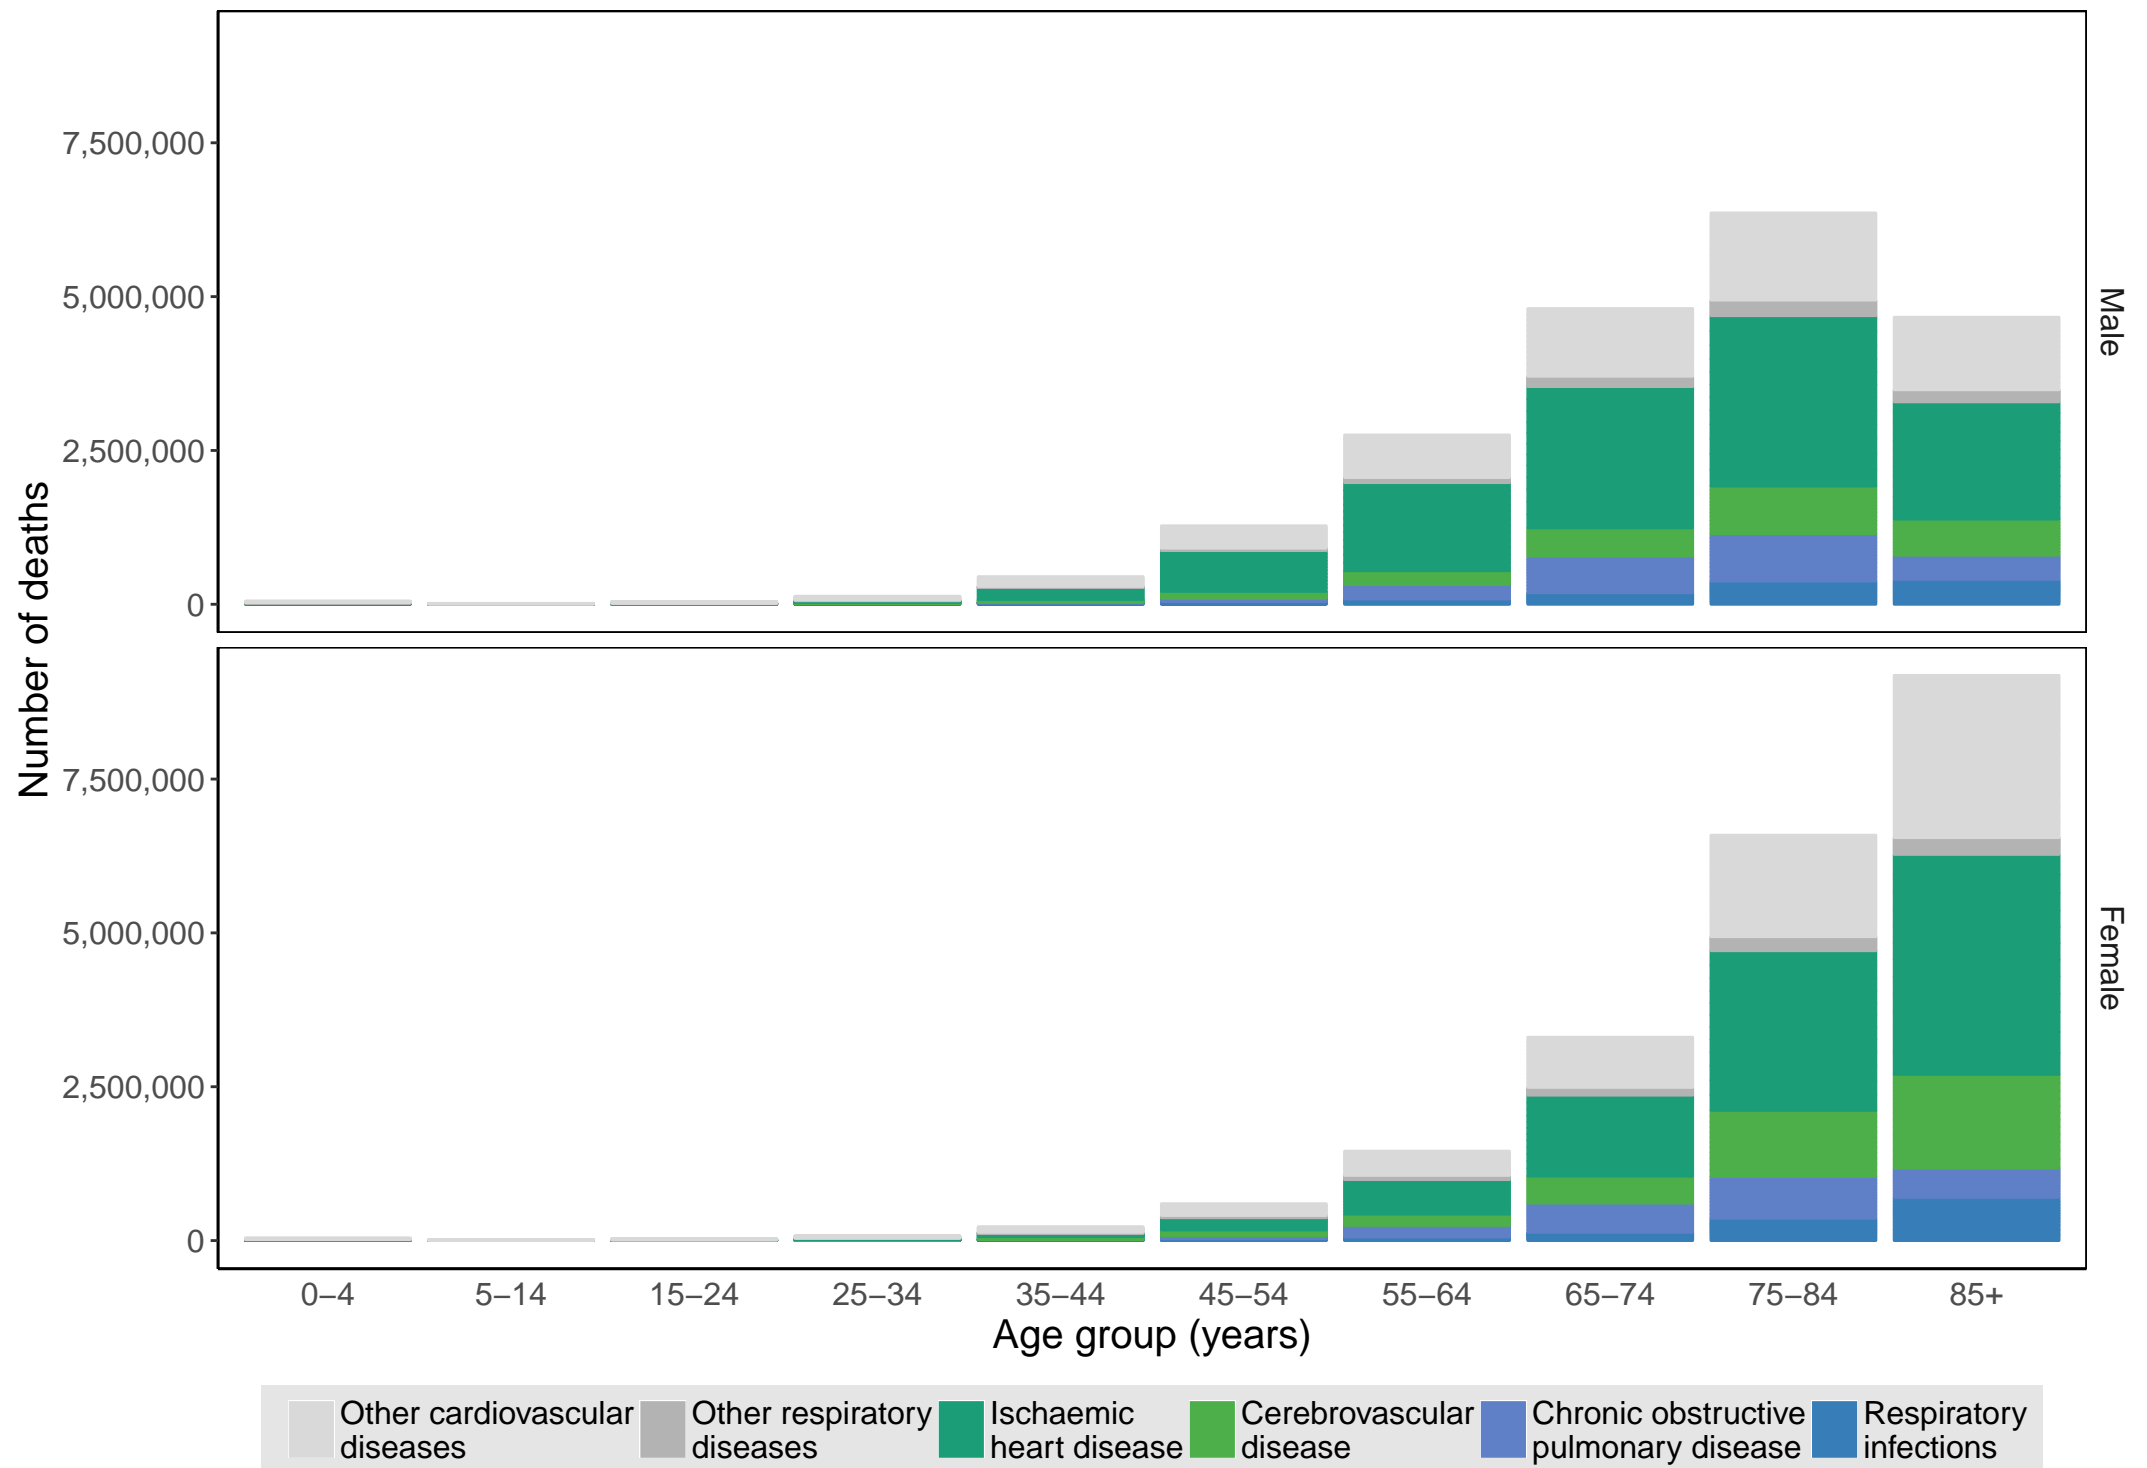 Number of deaths
7,500,000
5,000,000
2,500,000
0
Male
7,500,000
5,000,000
2,500,000
0
Female
0–4 5–14 15–24 25–34 35–44 45–54 55–64 65–74 75–84 85+
Age group (years)
Other cardiovascular
diseases
Other respiratory
diseases
Ischaemic
heart disease
Cerebrovascular
disease
Chronic obstructive
pulmonary disease
Respiratory
infections